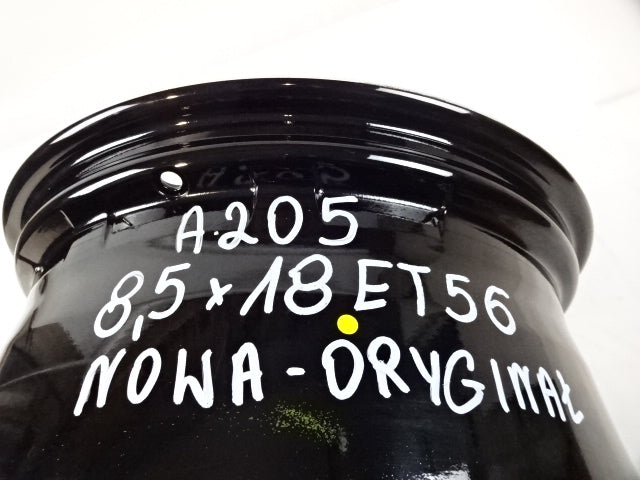 A205
8,5x18 ET56
NOWA - ORYGINAŁ